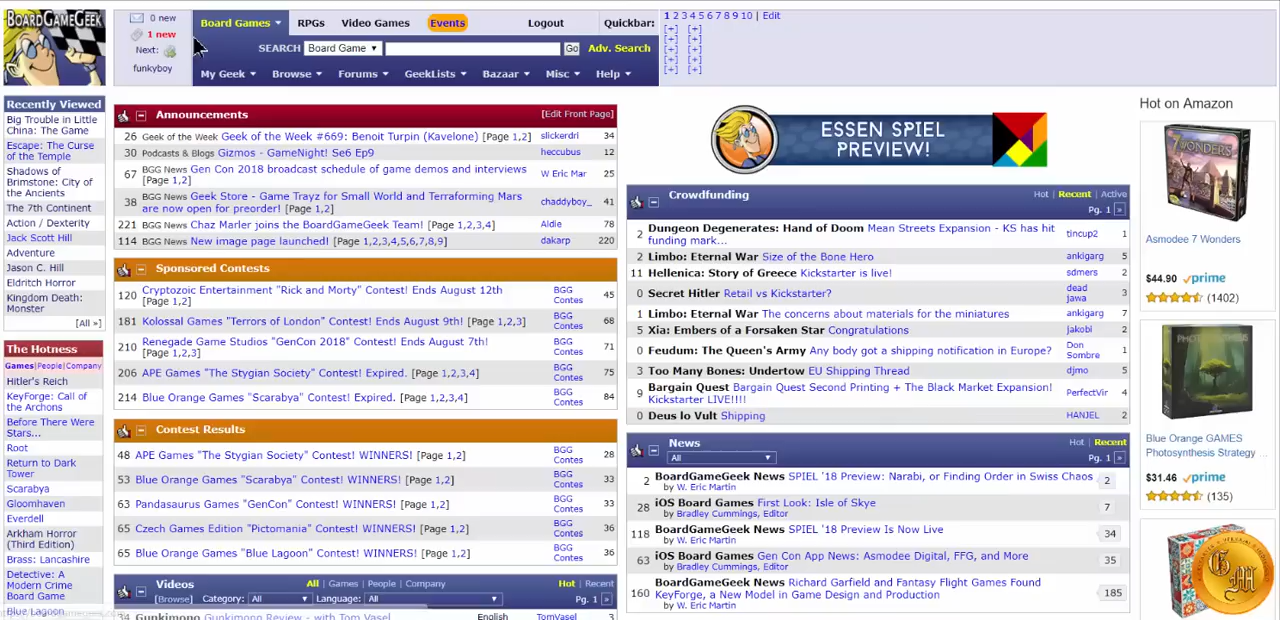 BOARDGAMEGEEK
0 new
1 new
Next:
funkyboy
Board Games RPGs Video Games Events Logout Quickbar:
SEARCH Board Game Go Adv. Search
My Geek Browse Forums GeekLists Bazaar Misc Help
1 2 3 4 5 6 7 8 9 10 | Edit
[+] [+]
[+] [+]
[+] [+]
[+] [+]
[+] [+]
Recently Viewed
Big Trouble in Little
China: The Game
Escape: The Curse
of the Temple
Shadows of
Brimstone: City of
the Ancients
The 7th Continent
Action / Dexterity
Jack Scott Hill
Adventure
Jason C. Hill
Eldritch Horror
Kingdom Death:
Monster
[All »]
The Hotness
Games|People|Company
Hitler's Reich
KeyForge: Call of
the Archons
Before There Were
Stars...
Root
Return to Dark
Tower
Scarabya
Gloomhaven
Everdell
Arkham Horror
(Third Edition)
Brass: Lancashire
Detective: A
Modern Crime
Board Game
Blue Lagoon
Announcements [Edit Front Page]
26 Geek of the Week Geek of the Week #669: Benoit Turpin (Kavelone) [Page 1,2] slickerdri 34
30 Podcasts & Blogs Gizmos - GameNight! Se6 Ep9 heccubus 12
67 BGG News Gen Con 2018 broadcast schedule of game demos and interviews W Eric Mar 25
[Page 1,2]
38 BGG News Geek Store - Game Trayz for Small World and Terraforming Mars chaddyboy_ 41
are now open for preorder! [Page 1,2]
221 BGG News Chaz Marler joins the BoardGameGeek Team! [Page 1,2,3,4] Aldie 78
114 BGG News New image page launched! [Page 1,2,3,4,5,6,7,8,9] dakarp 220
Sponsored Contests
120 Cryptozoic Entertainment "Rick and Morty" Contest! Ends August 12th BGG Contes 45
[Page 1,2]
181 Kolossal Games "Terrors of London" Contest! Ends August 9th! [Page 1,2,3] BGG Contes 68
210 Renegade Game Studios "GenCon 2018" Contest! Ends August 7th! BGG Contes 71
[Page 1,2,3]
206 APE Games "The Stygian Society" Contest! Expired. [Page 1,2,3,4] BGG Contes 75
214 Blue Orange Games "Scarabya" Contest! Expired. [Page 1,2,3,4] BGG Contes 84
Contest Results
48 APE Games "The Stygian Society" Contest! WINNERS! [Page 1,2] BGG Contes 28
53 Blue Orange Games "Scarabya" Contest! WINNERS! [Page 1,2] BGG Contes 33
63 Pandasaurus Games "GenCon" Contest! WINNERS! [Page 1,2] BGG Contes 33
65 Czech Games Edition "Pictomania" Contest! WINNERS! [Page 1,2] BGG Contes 36
65 Blue Orange Games "Blue Lagoon" Contest! WINNERS! [Page 1,2] BGG Contes 36
Videos All | Games | People | Company Hot | Recent
[Browse] Category: All Language: All Pg. 1 »
34 Gunkimono Gunkimono Review - with Tom Vasel English TomVasel 3
ESSEN SPIEL
PREVIEW!
Crowdfunding Hot | Recent | Active
Pg. 1 »
2 Dungeon Degenerates: Hand of Doom Mean Streets Expansion - KS has hit tincup2 1
funding mark...
2 Limbo: Eternal War Size of the Bone Hero ankigarg 5
11 Hellenica: Story of Greece Kickstarter is live! sdmers 2
0 Secret Hitler Retail vs Kickstarter? dead jawa 3
1 Limbo: Eternal War The concerns about materials for the miniatures ankigarg 7
5 Xia: Embers of a Forsaken Star Congratulations jakobi 2
0 Feudum: The Queen's Army Any body got a shipping notification in Europe? Don Sombre 1
3 Too Many Bones: Undertow EU Shipping Thread djmo 5
9 Bargain Quest Bargain Quest Second Printing + The Black Market Expansion! PerfectVir 4
Kickstarter LIVE!!!!
0 Deus lo Vult Shipping HANJEL 2
News Hot | Recent
All Pg. 1 »
2 BoardGameGeek News SPIEL '18 Preview: Narabi, or Finding Order in Swiss Chaos 2
by W. Eric Martin
28 iOS Board Games First Look: Isle of Skye 7
by Bradley Cummings, Editor
118 BoardGameGeek News SPIEL '18 Preview Is Now Live 34
by W. Eric Martin
63 iOS Board Games Gen Con App News: Asmodee Digital, FFG, and More 35
by Bradley Cummings, Editor
160 BoardGameGeek News Richard Garfield and Fantasy Flight Games Found 185
KeyForge, a New Model in Game Design and Production
by W. Eric Martin
Hot on Amazon
7 WONDERS
Asmodee 7 Wonders
$44.90 prime
(1402)
Blue Orange GAMES
Photosynthesis Strategy ...
$31.46 prime
(135)
GM